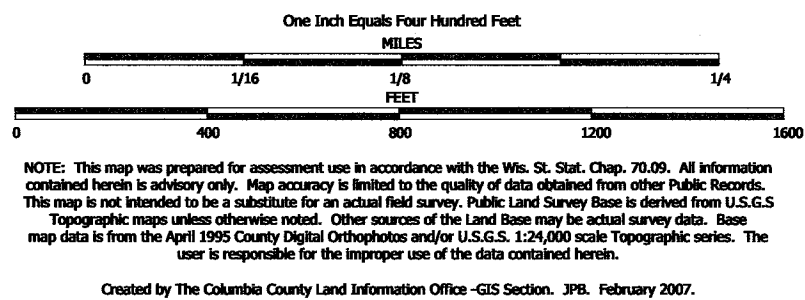 One Inch Equals Four Hundred Feet
MILES
0 1/16 1/8 1/4
FEET
0 400 800 1200 1600
NOTE: This map was prepared for assessment use in accordance with the Wis. St. Stat. Chap. 70.09. All information
contained herein is advisory only. Map accuracy is limited to the quality of data obtained from other Public Records.
This map is not intended to be a substitute for an actual field survey. Public Land Survey Base is derived from U.S.G.S
Topographic maps unless otherwise noted. Other sources of the Land Base may be actual survey data. Base
map data is from the April 1995 County Digital Orthophotos and/or U.S.G.S. 1:24,000 scale Topographic series. The
user is responsible for the improper use of the data contained herein.
Created by The Columbia County Land Information Office -GIS Section. JPB. February 2007.